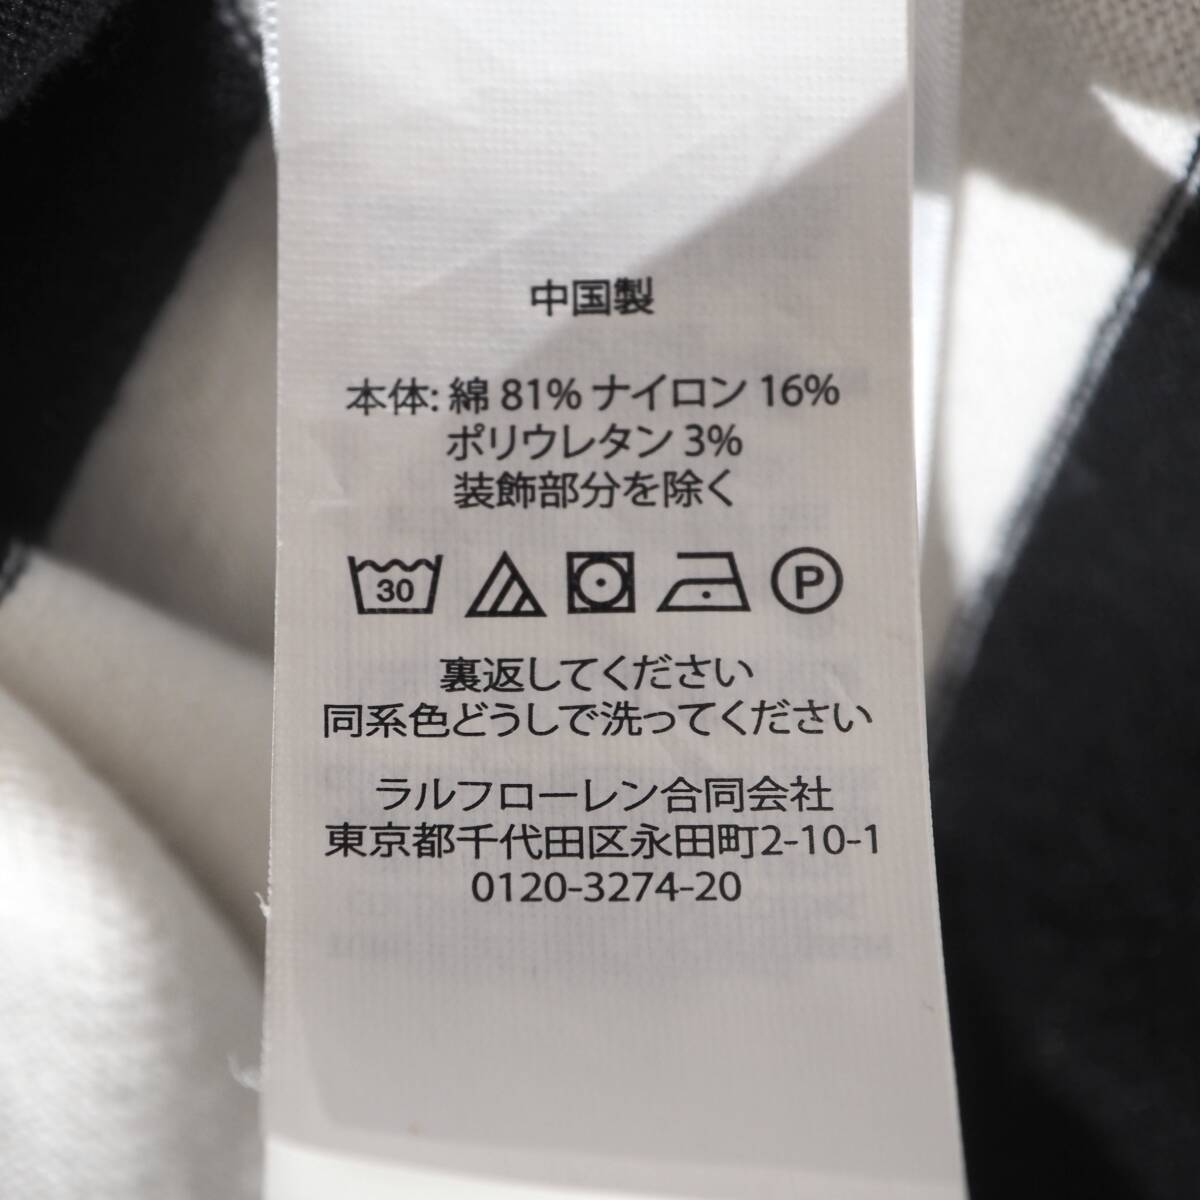 中国製
本体: 綿 81% ナイロン 16%
ポリウレタン 3%
装飾部分を除く
30 P
裏返してください
同系色どうしで洗ってください
ラルフローレン合同会社
東京都千代田区永田町2-10-1
0120-3274-20